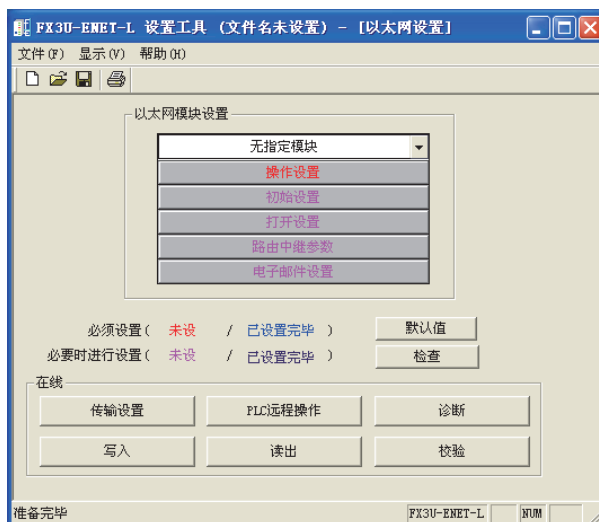 FX3U-ENET-L 设置工具 (文件名未设置) - [以太网设置]
文件(F) 显示(V) 帮助(H)
以太网模块设置
无指定模块
操作设置
初始设置
打开设置
路由中继参数
电子邮件设置
必须设置( 未设 / 已设置完毕 ) 默认值
必要时进行设置( 未设 / 已设置完毕 ) 检查
在线
传输设置 PLC远程操作 诊断
写入 读出 校验
准备完毕 FX3U-ENET-L NUM